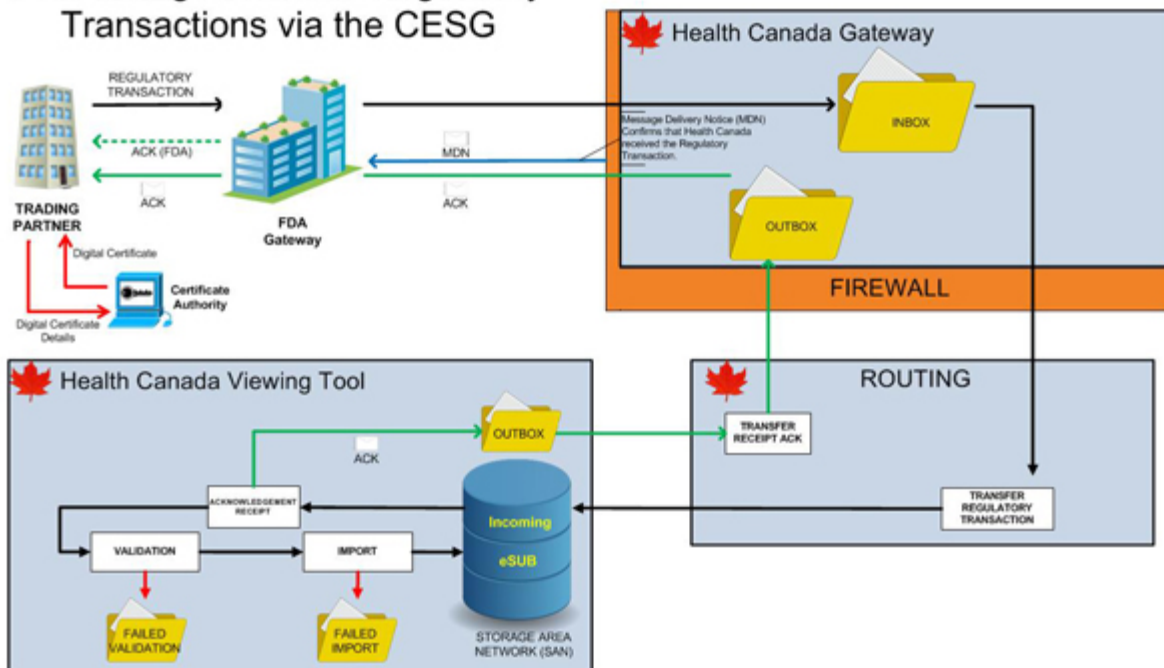 Transactions via the CESG
Health Canada Gateway
REGULATORY
TRANSACTION
INBOX
Message Delivery Notice (MDN)
Confirms that Health Canada
received the Regulatory
Transaction.
ACK (FDA)
MDN
ACK
ACK
TRADING
PARTNER
FDA
Gateway
OUTBOX
Digital Certificate
Certificate
Authority
Digital Certificate
Details
FIREWALL
Health Canada Viewing Tool
ROUTING
OUTBOX
ACK
TRANSFER
RECEIPT ACK
ACKNOWLEDGEMENT
RECEIPT
TRANSFER
REGULATORY
TRANSACTION
Incoming
VALIDATION
IMPORT
eSUB
FAILED
VALIDATION
FAILED
IMPORT
STORAGE AREA
NETWORK (SAN)